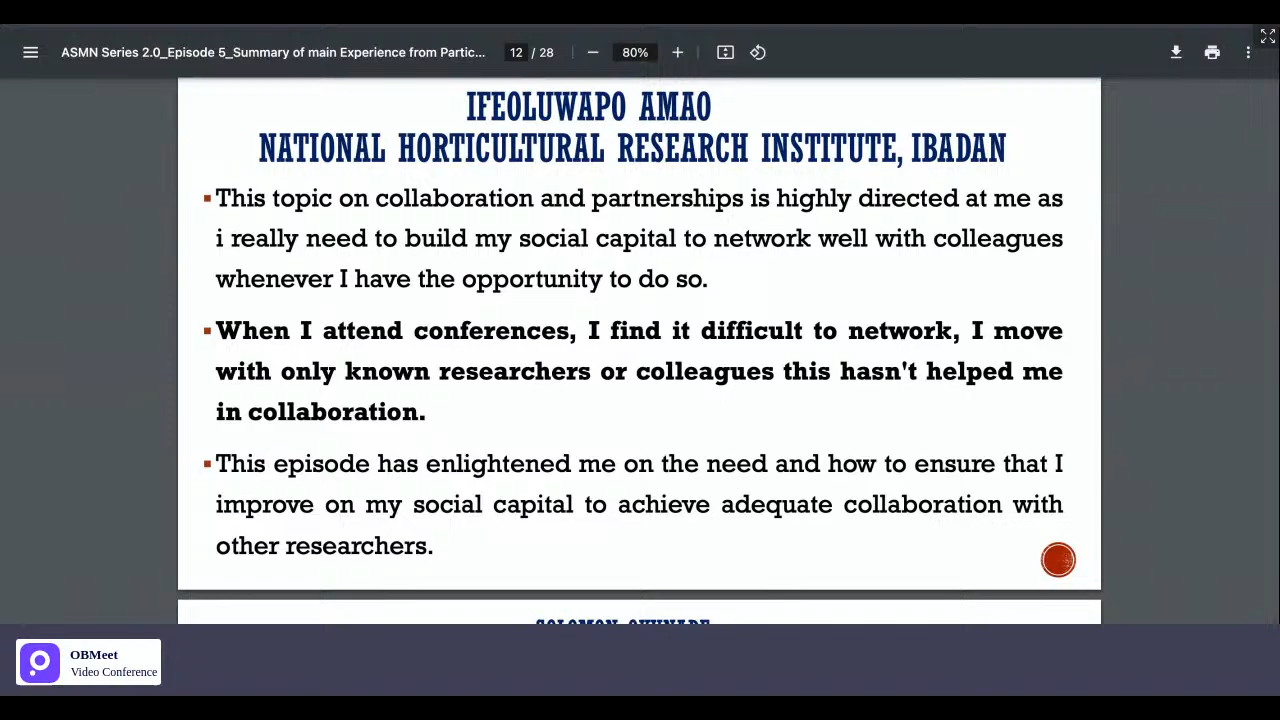 ASMN Series 2.0_Episode 5_Summary of main Experience from Partic...
12 / 28
80%
IFEOLUWAPO AMAO
NATIONAL HORTICULTURAL RESEARCH INSTITUTE, IBADAN
▪This topic on collaboration and partnerships is highly directed at me as
i really need to build my social capital to network well with colleagues
whenever I have the opportunity to do so.
▪When I attend conferences, I find it difficult to network, I move
with only known researchers or colleagues this hasn't helped me
in collaboration.
▪This episode has enlightened me on the need and how to ensure that I
improve on my social capital to achieve adequate collaboration with
other researchers.
OBMeet
Video Conference